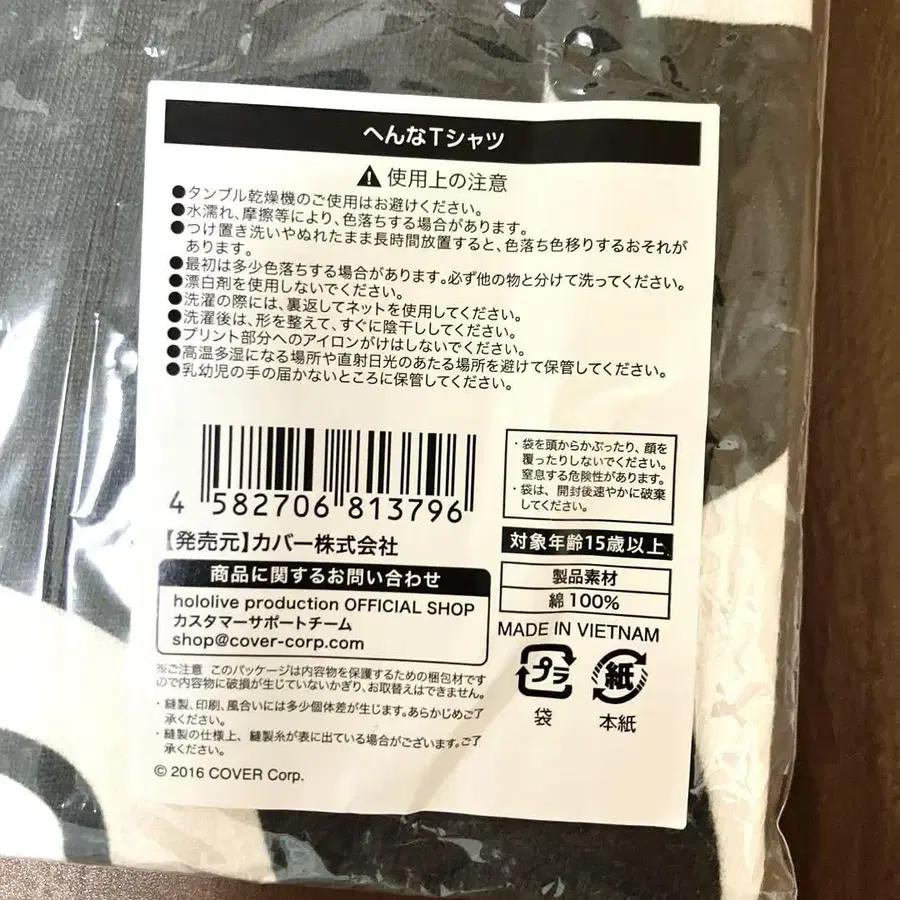 へんなTシャツ
使用上の注意
●タンブル乾燥機のご使用はお避けください。
●水濡れ、摩擦等により、色落ちする場合があります。
●つけ置き洗いやぬれたまま長時間放置すると、色落ち色移りするおそれが
あります。
●最初は多少色落ちする場合があります。必ず他の物と分けて洗ってください。
●漂白剤を使用しないでください。
●洗濯の際には、裏返してネットを使用してください。
●洗濯後は、形を整えて、すぐに陰干ししてください。
●プリント部分へのアイロンがけはしないでください。
●高温多湿になる場所や直射日光のあたる場所を避けて保管してください。
●乳幼児の手の届かないところに保管してください。
4 582706 813796
【発売元】カバー株式会社
商品に関するお問い合わせ
hololive production OFFICIAL SHOP
カスタマーサポートチーム
shop@cover-corp.com
※ご注意 このパッケージは内容物を保護するための梱包材です
ので内容物に破損が生じていないかぎり、お取替えはできません。
・縫製、印刷、風合いには多少個体差が生じます。あらかじめご了
承ください。
・縫製の仕様上、縫製糸が表に出ている場合がございます。ご了
承ください。
© 2016 COVER Corp.
・袋を頭からかぶったり、顔を
覆ったりしないでください。
窒息する危険性があります。
・袋は、開封後速やかに破棄
してください。
対象年齢15歳以上
製品素材
綿100%
MADE IN VIETNAM
プラ
袋
紙
本紙